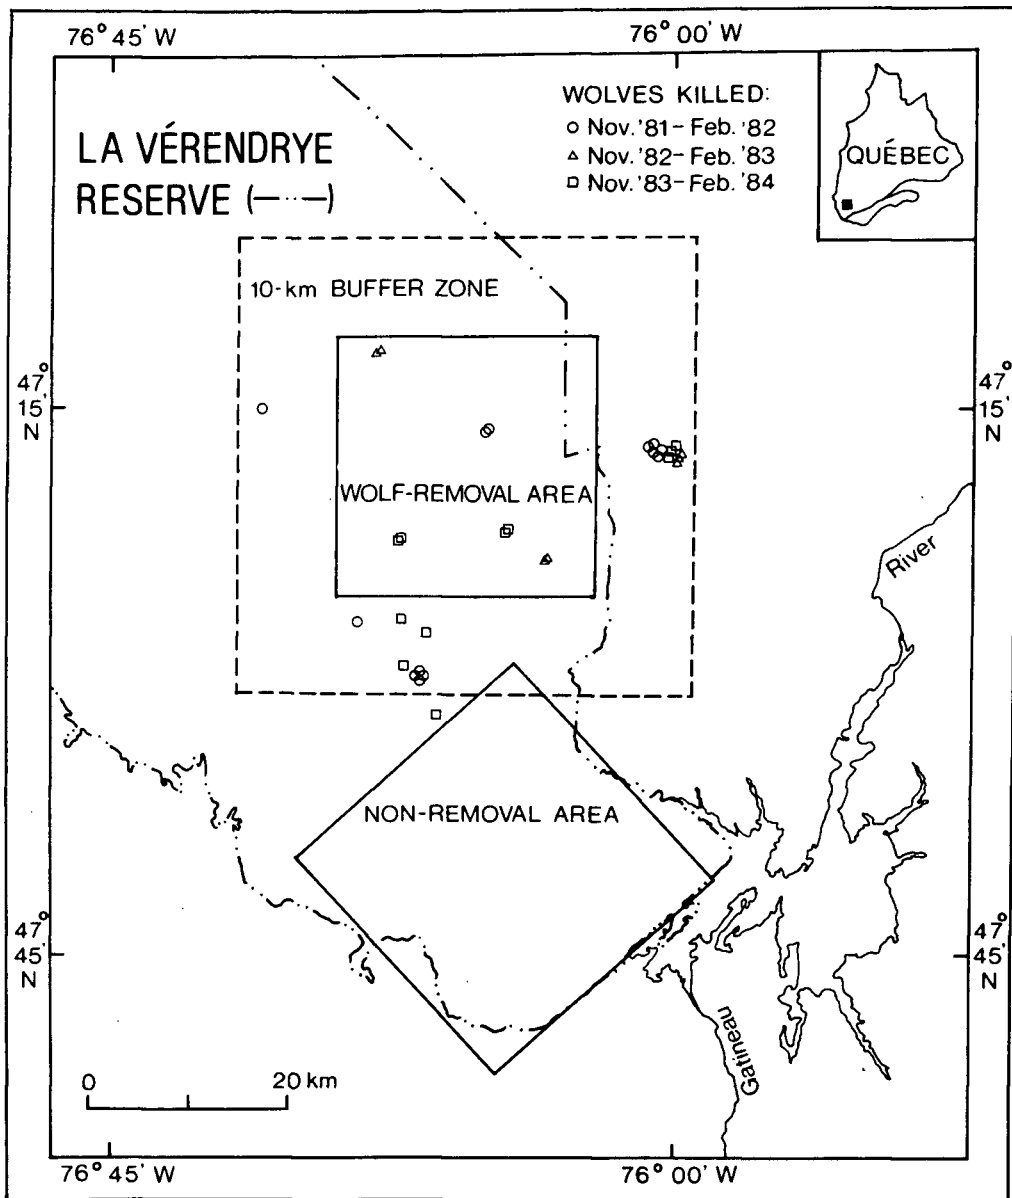 76° 45' W
76° 00' W
WOLVES KILLED:
Nov. '81 – Feb. '82
Nov. '82 – Feb. '83
Nov. '83 – Feb. '84
QUÉBEC
LA VÉRENDRYE
RESERVE (—··—)
10-km BUFFER ZONE
47°
15'
N
47°
15'
N
WOLF-REMOVAL AREA
River
NON-REMOVAL AREA
47°
45'
N
47°
45'
N
Gatineau
0 20 km
76° 45' W
76° 00' W